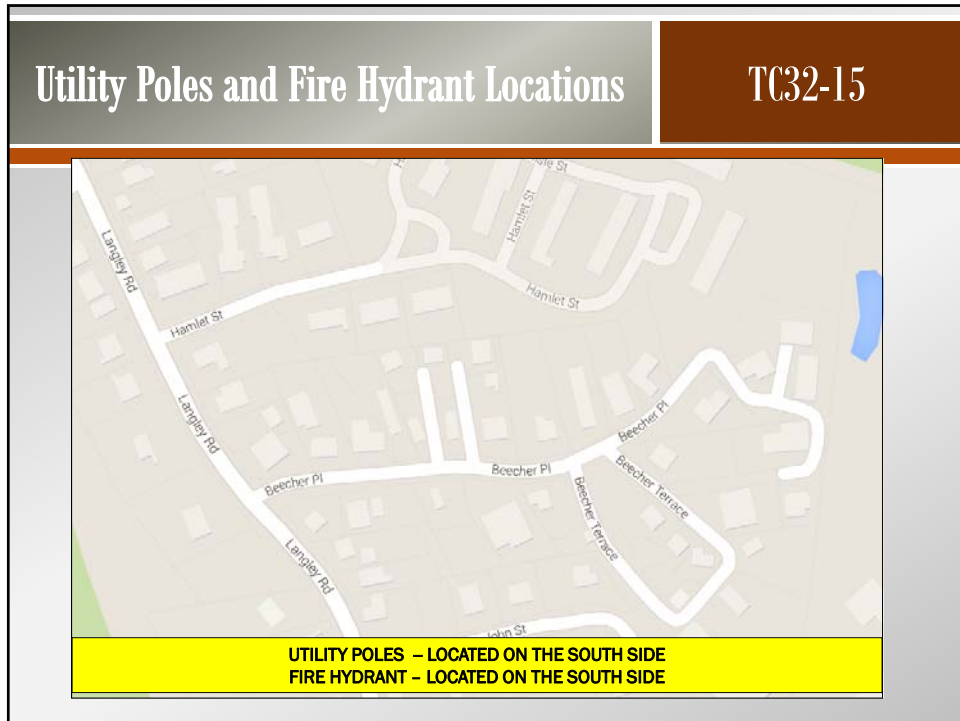 Utility Poles and Fire Hydrant Locations
TC32-15
Hamlet St
Langley Rd
Hamlet St
Hamlet St
Langley Rd
Beecher Pl
Beecher Pl
Beecher Pl
Beecher Terrace
Beecher Terrace
Langley Rd
John St
UTILITY POLES – LOCATED ON THE SOUTH SIDE
FIRE HYDRANT – LOCATED ON THE SOUTH SIDE